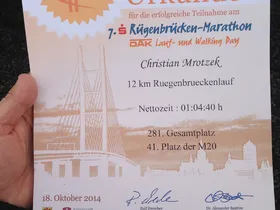 Urkunde
für die erfolgreiche Teilnahme am
7. Rügenbrücken-Marathon
DAK Lauf- und Walking Day
Christian Mrotzek
12 km Ruegenbrueckenlauf
Nettozeit : 01:04:40 h
281. Gesamtplatz
41. Platz der M20
18. Oktober 2014